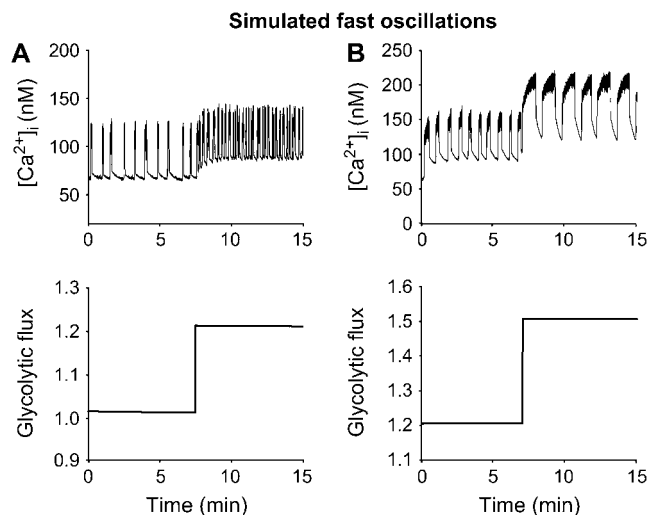 Simulated fast oscillations
A
200
150
100
50
[Ca2+]i (nM)
0 5 10 15
B
250
200
150
100
50
0
[Ca2+]i (nM)
0 5 10 15
1.3
1.2
1.1
1.0
0.9
Glycolytic flux
0 5 10 15
Time (min)
1.6
1.5
1.4
1.3
1.2
1.1
Glycolytic flux
0 5 10 15
Time (min)